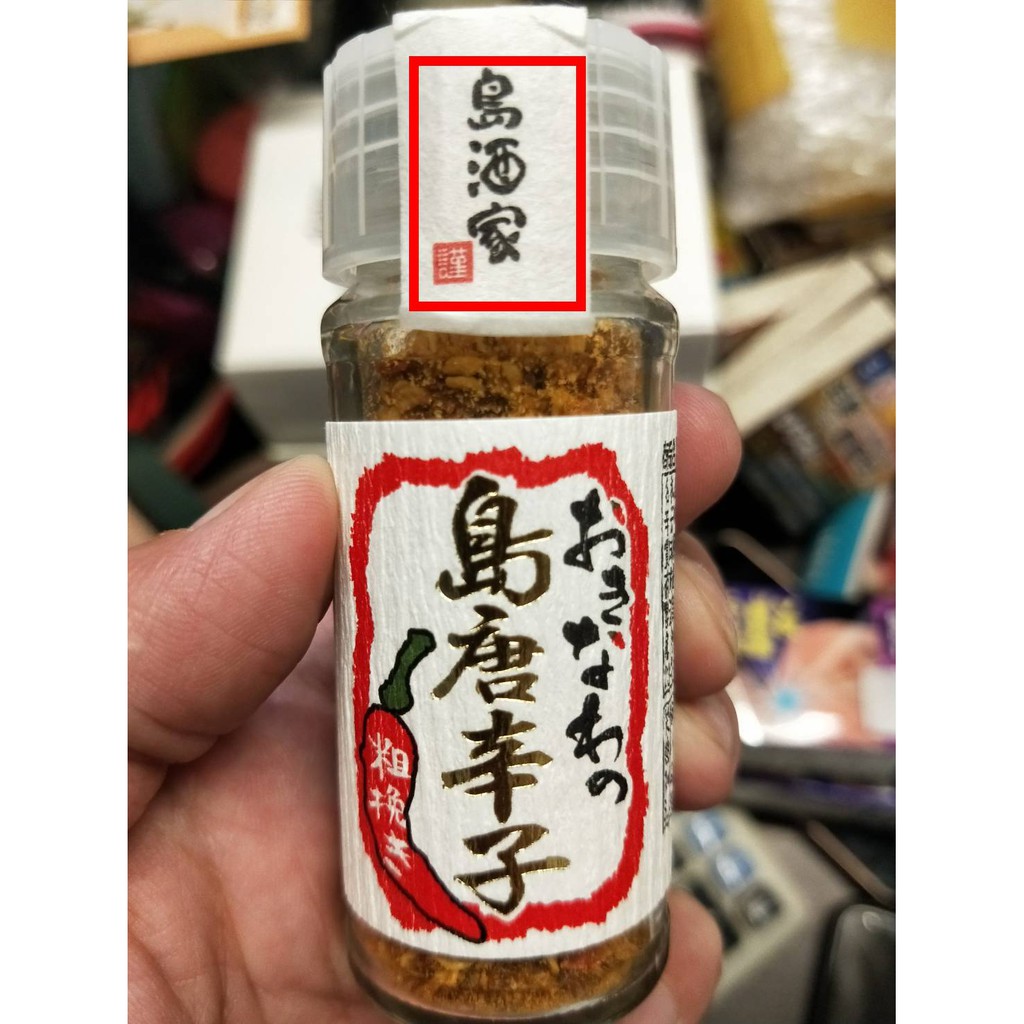 島酒家
謹
おきなわの
島唐辛子
粗挽き